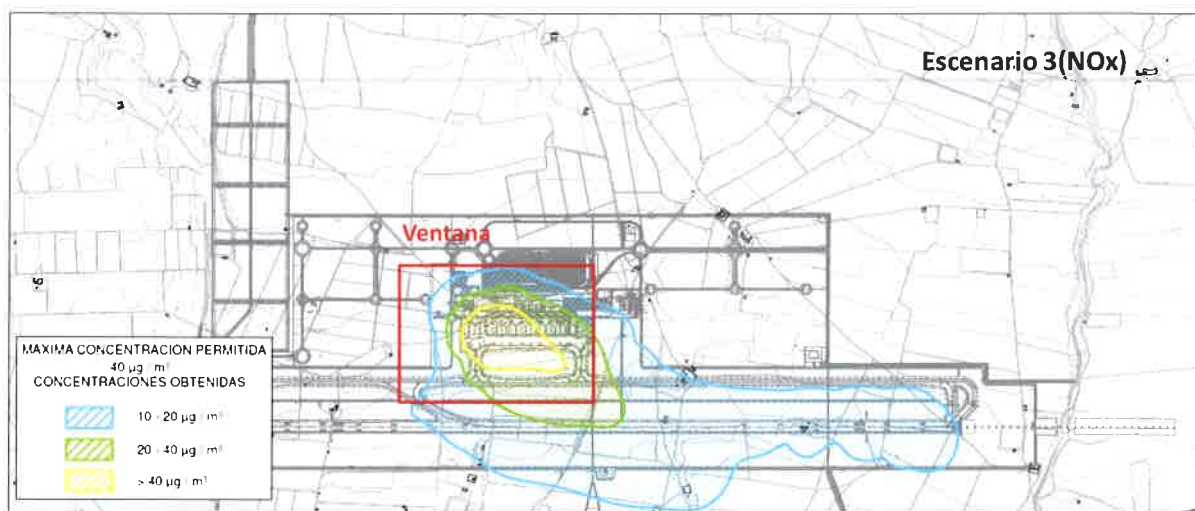 Escenario 3(NOx)
Ventana
MAXIMA CONCENTRACION PERMITIDA
40 µg / m³
CONCENTRACIONES OBTENIDAS
10 - 20 µg / m³
20 - 40 µg / m³
> 40 µg / m³